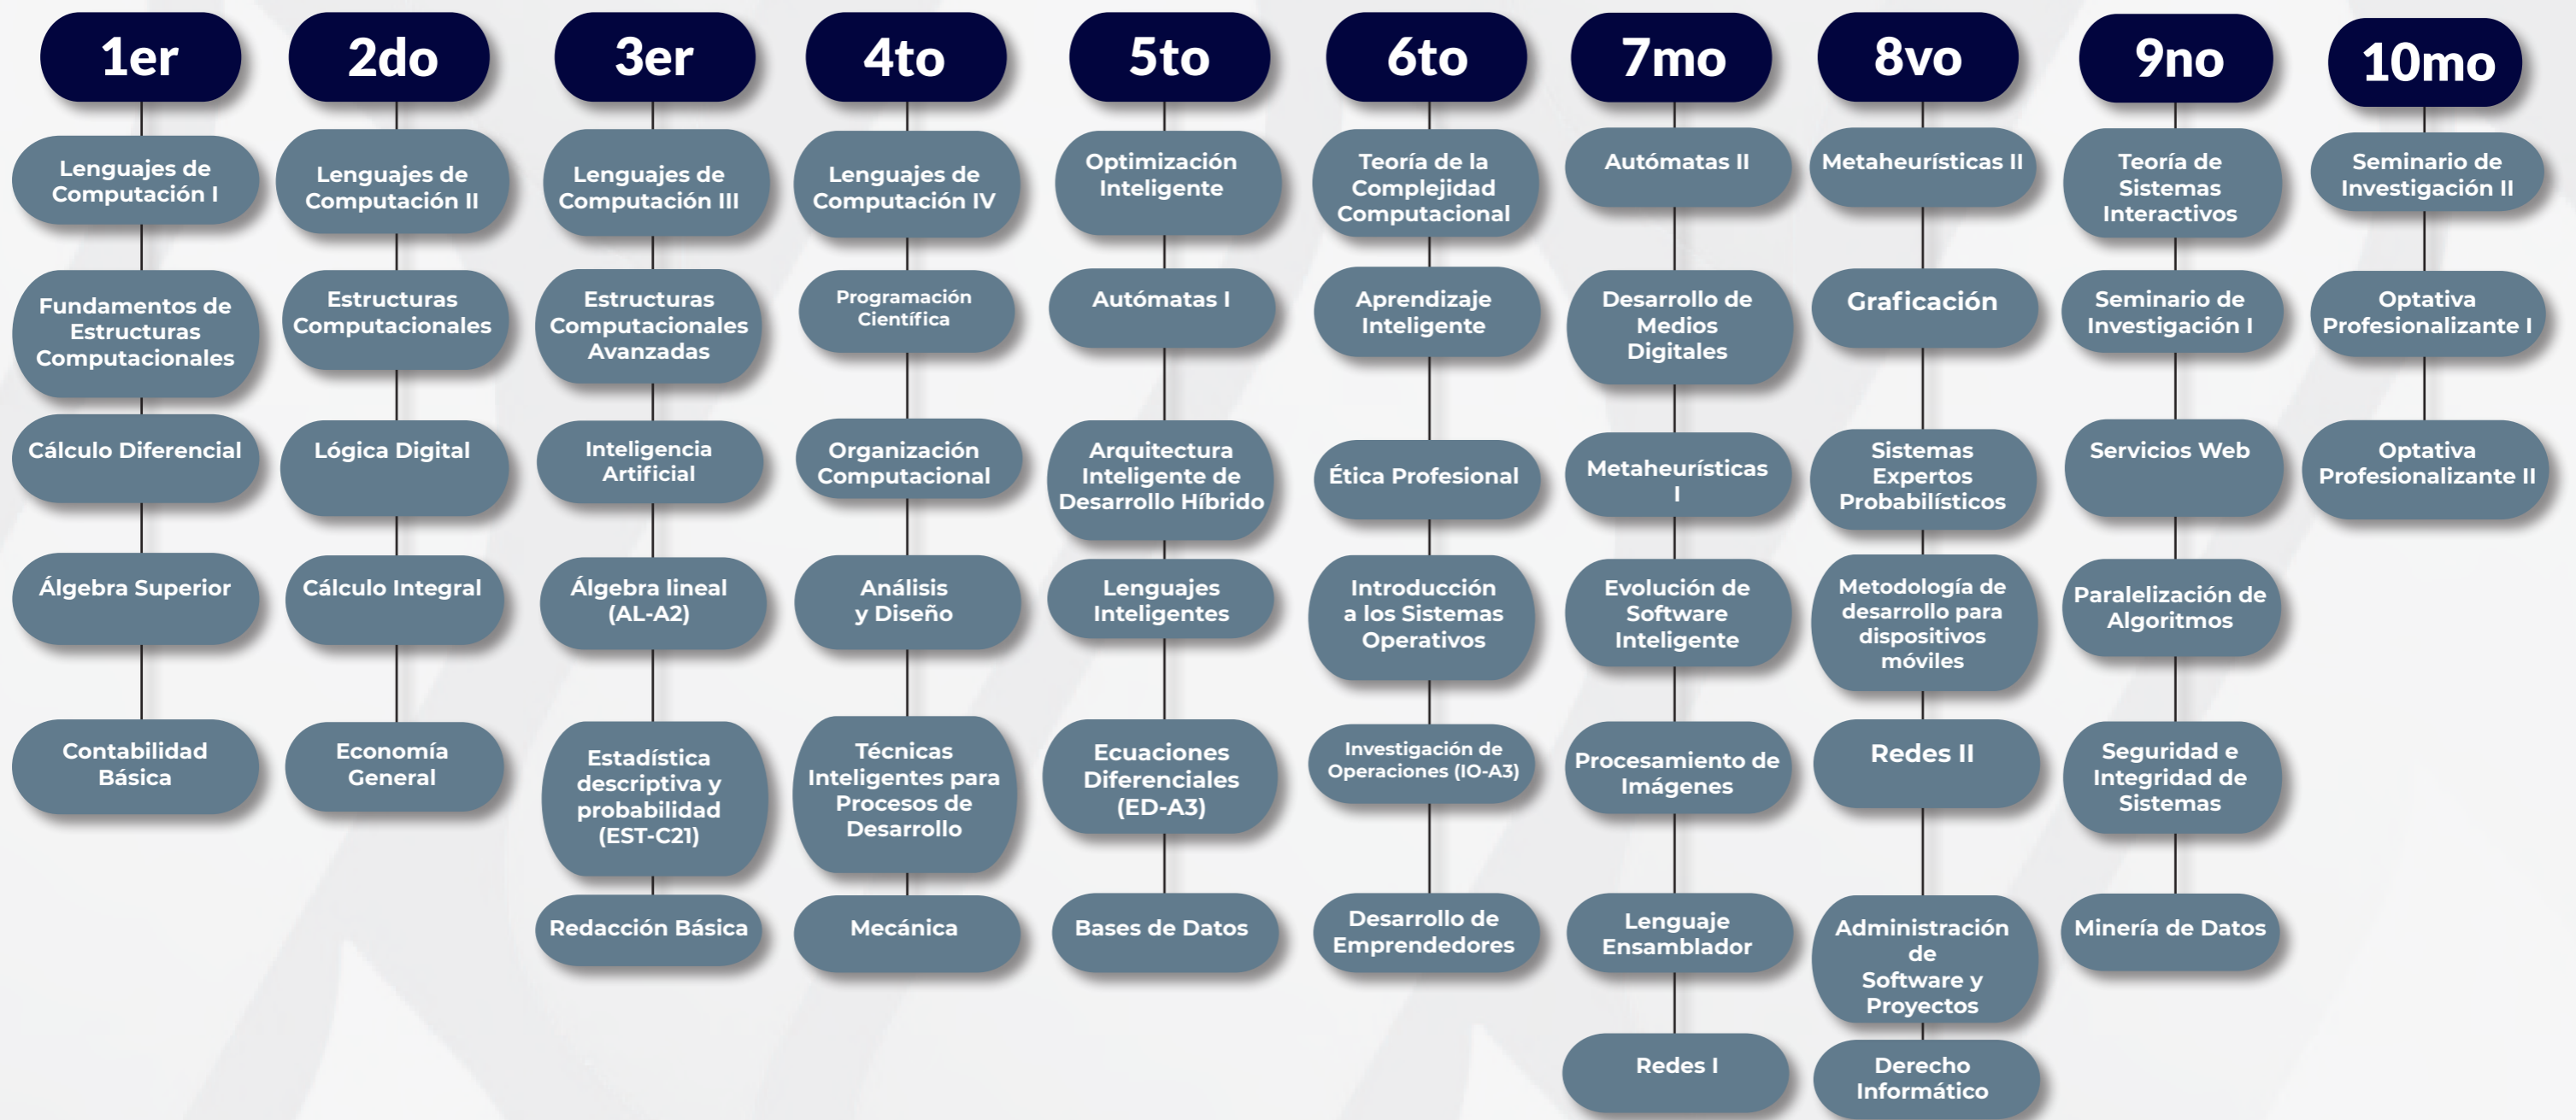 1er
Lenguajes de
Computación I
Fundamentos de
Estructuras
Computacionales
Cálculo Diferencial
Álgebra Superior
Contabilidad
Básica
2do
Lenguajes de
Computación II
Estructuras
Computacionales
Lógica Digital
Cálculo Integral
Economía
General
3er
Lenguajes de
Computación III
Estructuras
Computacionales
Avanzadas
Inteligencia
Artificial
Álgebra lineal
(AL-A2)
Estadística
descriptiva y
probabilidad
(EST-C21)
Redacción Básica
4to
Lenguajes de
Computación IV
Programación
Científica
Organización
Computacional
Análisis
y Diseño
Técnicas
Inteligentes para
Procesos de
Desarrollo
Mecánica
5to
Optimización
Inteligente
Autómatas I
Arquitectura
Inteligente de
Desarrollo Híbrido
Lenguajes
Inteligentes
Ecuaciones
Diferenciales
(ED-A3)
Bases de Datos
6to
Teoría de la
Complejidad
Computacional
Aprendizaje
Inteligente
Ética Profesional
Introducción
a los Sistemas
Operativos
Investigación de
Operaciones (IO-A3)
Desarrollo de
Emprendedores
7mo
Autómatas II
Desarrollo de
Medios
Digitales
Metaheurísticas
I
Evolución de
Software
Inteligente
Procesamiento de
Imágenes
Lenguaje
Ensamblador
Redes I
8vo
Metaheurísticas II
Graficación
Sistemas
Expertos
Probabilísticos
Metodología de
desarrollo para
dispositivos
móviles
Redes II
Administración
de
Software y
Proyectos
Derecho
Informático
9no
Teoría de
Sistemas
Interactivos
Seminario de
Investigación I
Servicios Web
Paralelización de
Algoritmos
Seguridad e
Integridad de
Sistemas
Minería de Datos
10mo
Seminario de
Investigación II
Optativa
Profesionalizante I
Optativa
Profesionalizante II